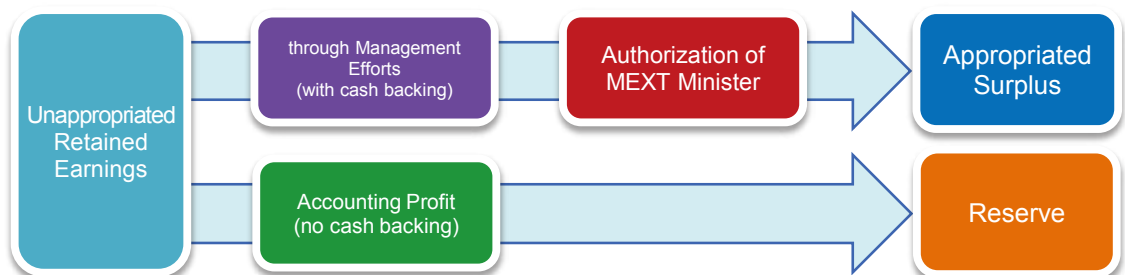 Unappropriated
Retained
Earnings
through Management
Efforts
(with cash backing)
Authorization of
MEXT Minister
Appropriated
Surplus
Accounting Profit
(no cash backing)
Reserve